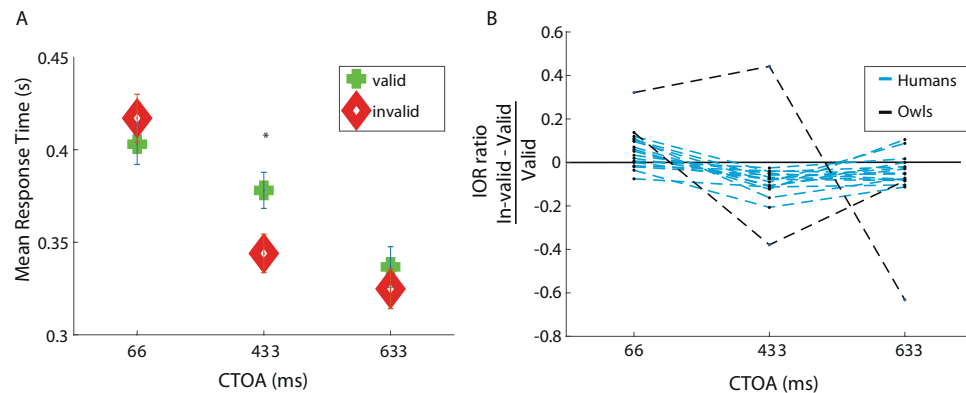 A
Mean Response Time (s)
0.45
0.4
0.35
0.3
valid
invalid
*
66
433
633
CTOA (ms)
B
IOR ratio
In-valid - Valid
Valid
0.6
0.4
0.2
0
-0.2
-0.4
-0.6
-0.8
Humans
Owls
66
433
633
CTOA (ms)